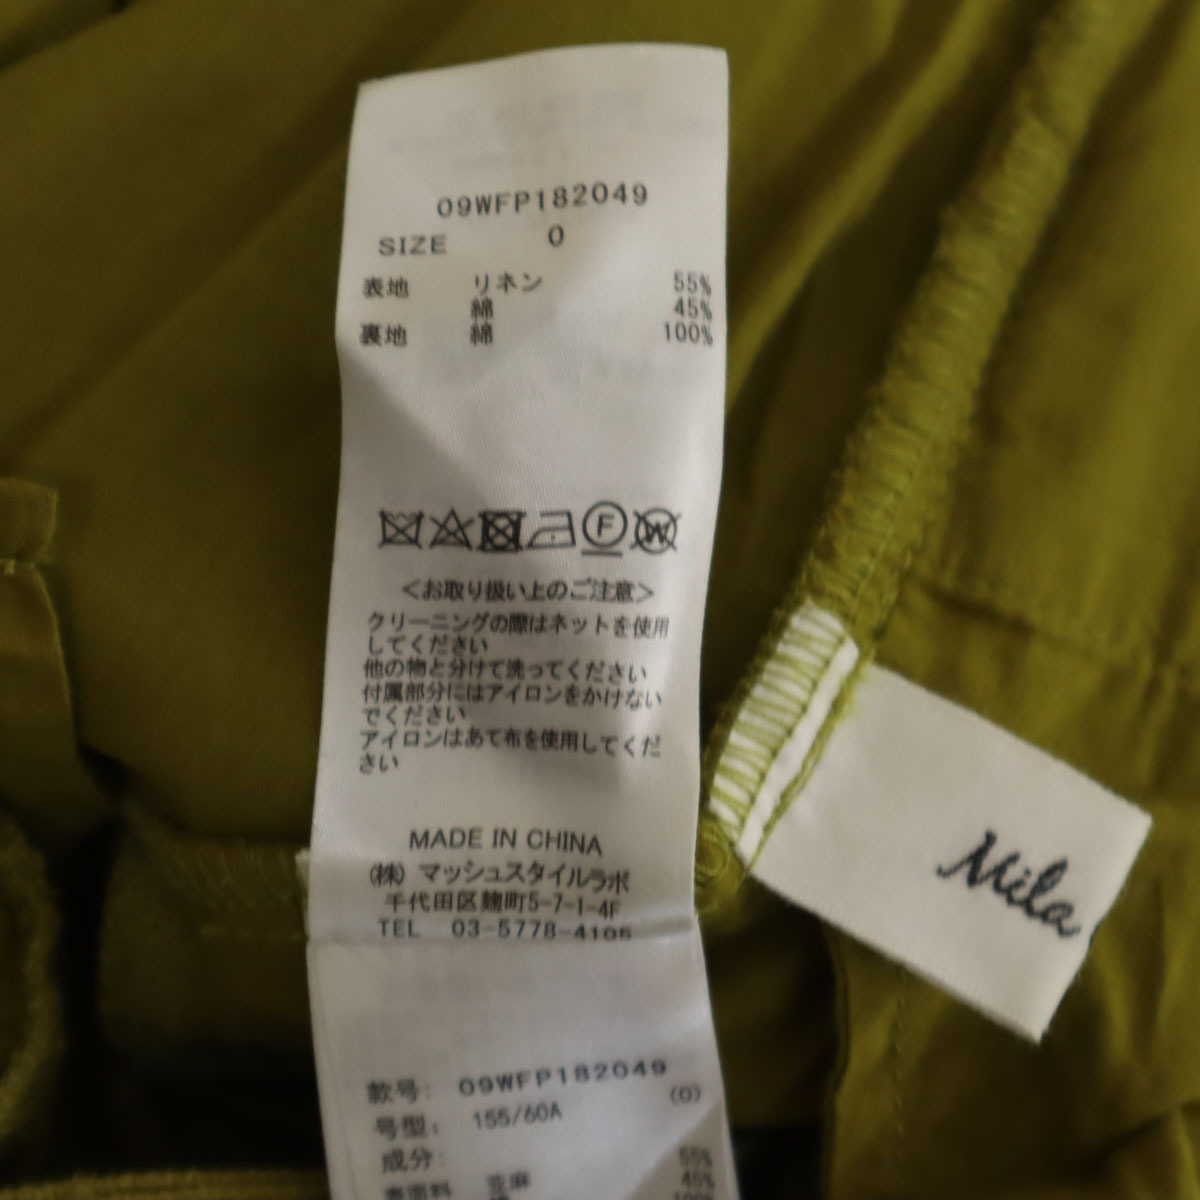 09WFP182049
SIZE 0
表地 リネン 55%
綿 45%
裏地 綿 100%
F W
<お取り扱い上のご注意>
クリーニングの際はネットを使用
してください
他の物と分けて洗ってください
付属部分にはアイロンをかけない
でください
アイロンはあて布を使用してくだ
さい
MADE IN CHINA
(株) マッシュスタイルラボ
千代田区麹町5-7-1-4F
TEL 03-5778-4105
款号: 09WFP182049
号型: 155/60A (0)
成分:
表面料 亚麻 55%
45%
100%
Mila